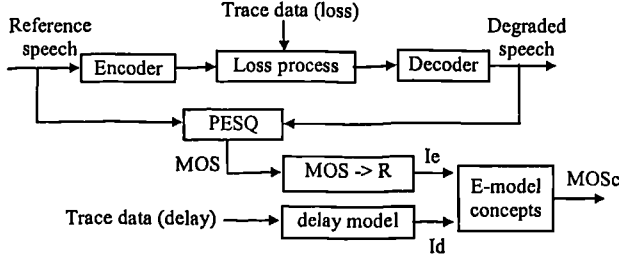 Trace data (loss)
Reference
speech
Degraded
speech
Encoder
Loss process
Decoder
PESQ
MOS
MOS -> R
Ie
E-model
concepts
MOSc
Trace data (delay)
delay model
Id